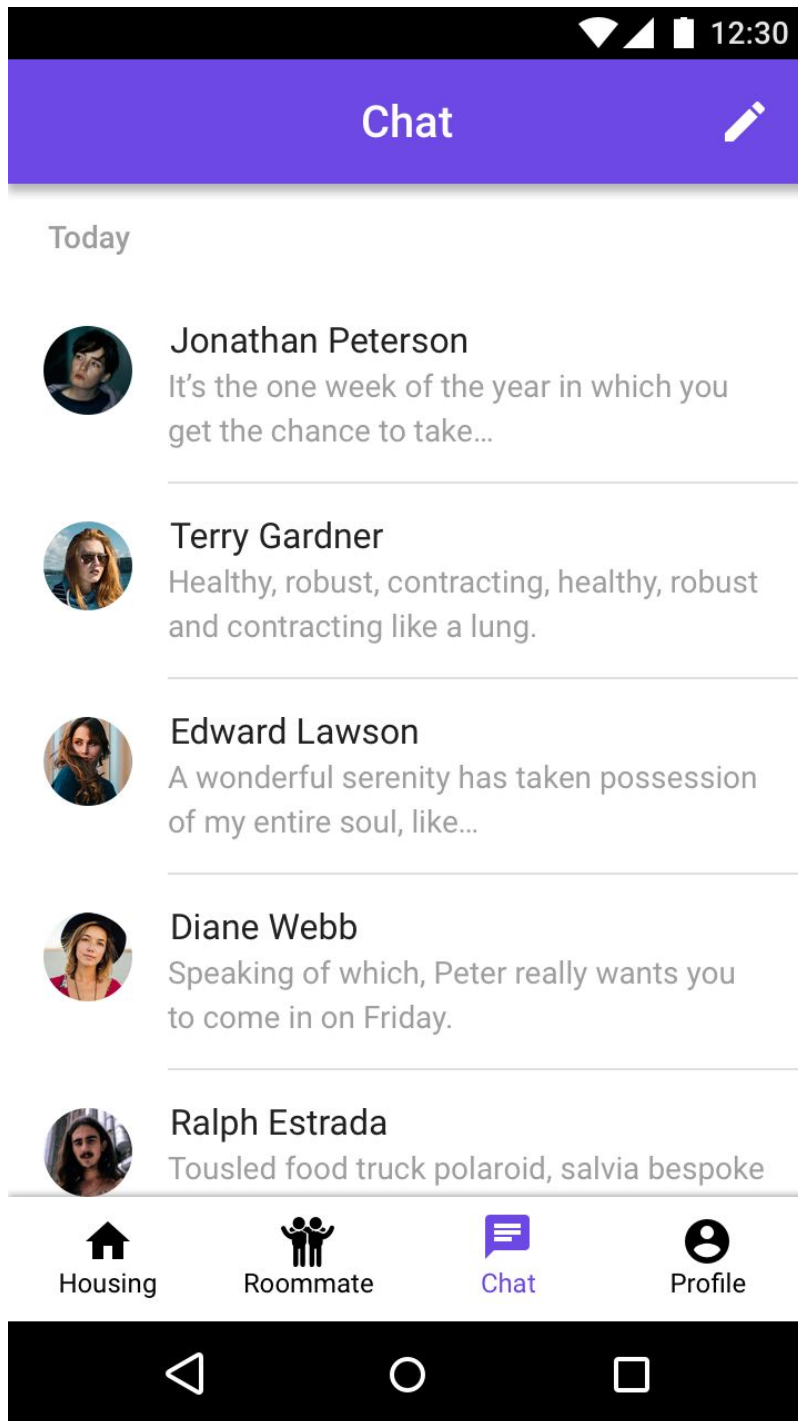 12:30
Chat
Today
Jonathan Peterson
It’s the one week of the year in which you
get the chance to take…
Terry Gardner
Healthy, robust, contracting, healthy, robust
and contracting like a lung.
Edward Lawson
A wonderful serenity has taken possession
of my entire soul, like…
Diane Webb
Speaking of which, Peter really wants you
to come in on Friday.
Ralph Estrada
Tousled food truck polaroid, salvia bespoke
Housing
Roommate
Chat
Profile